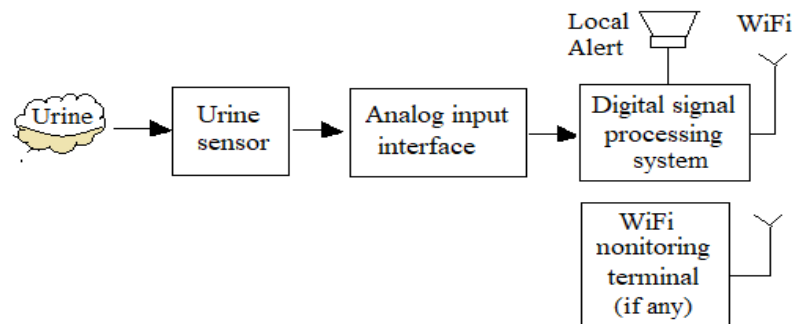 Local
Alert
WiFi
Urine
Urine
sensor
Analog input
interface
Digital signal
processing
system
WiFi
nonitoring
terminal
(if any)